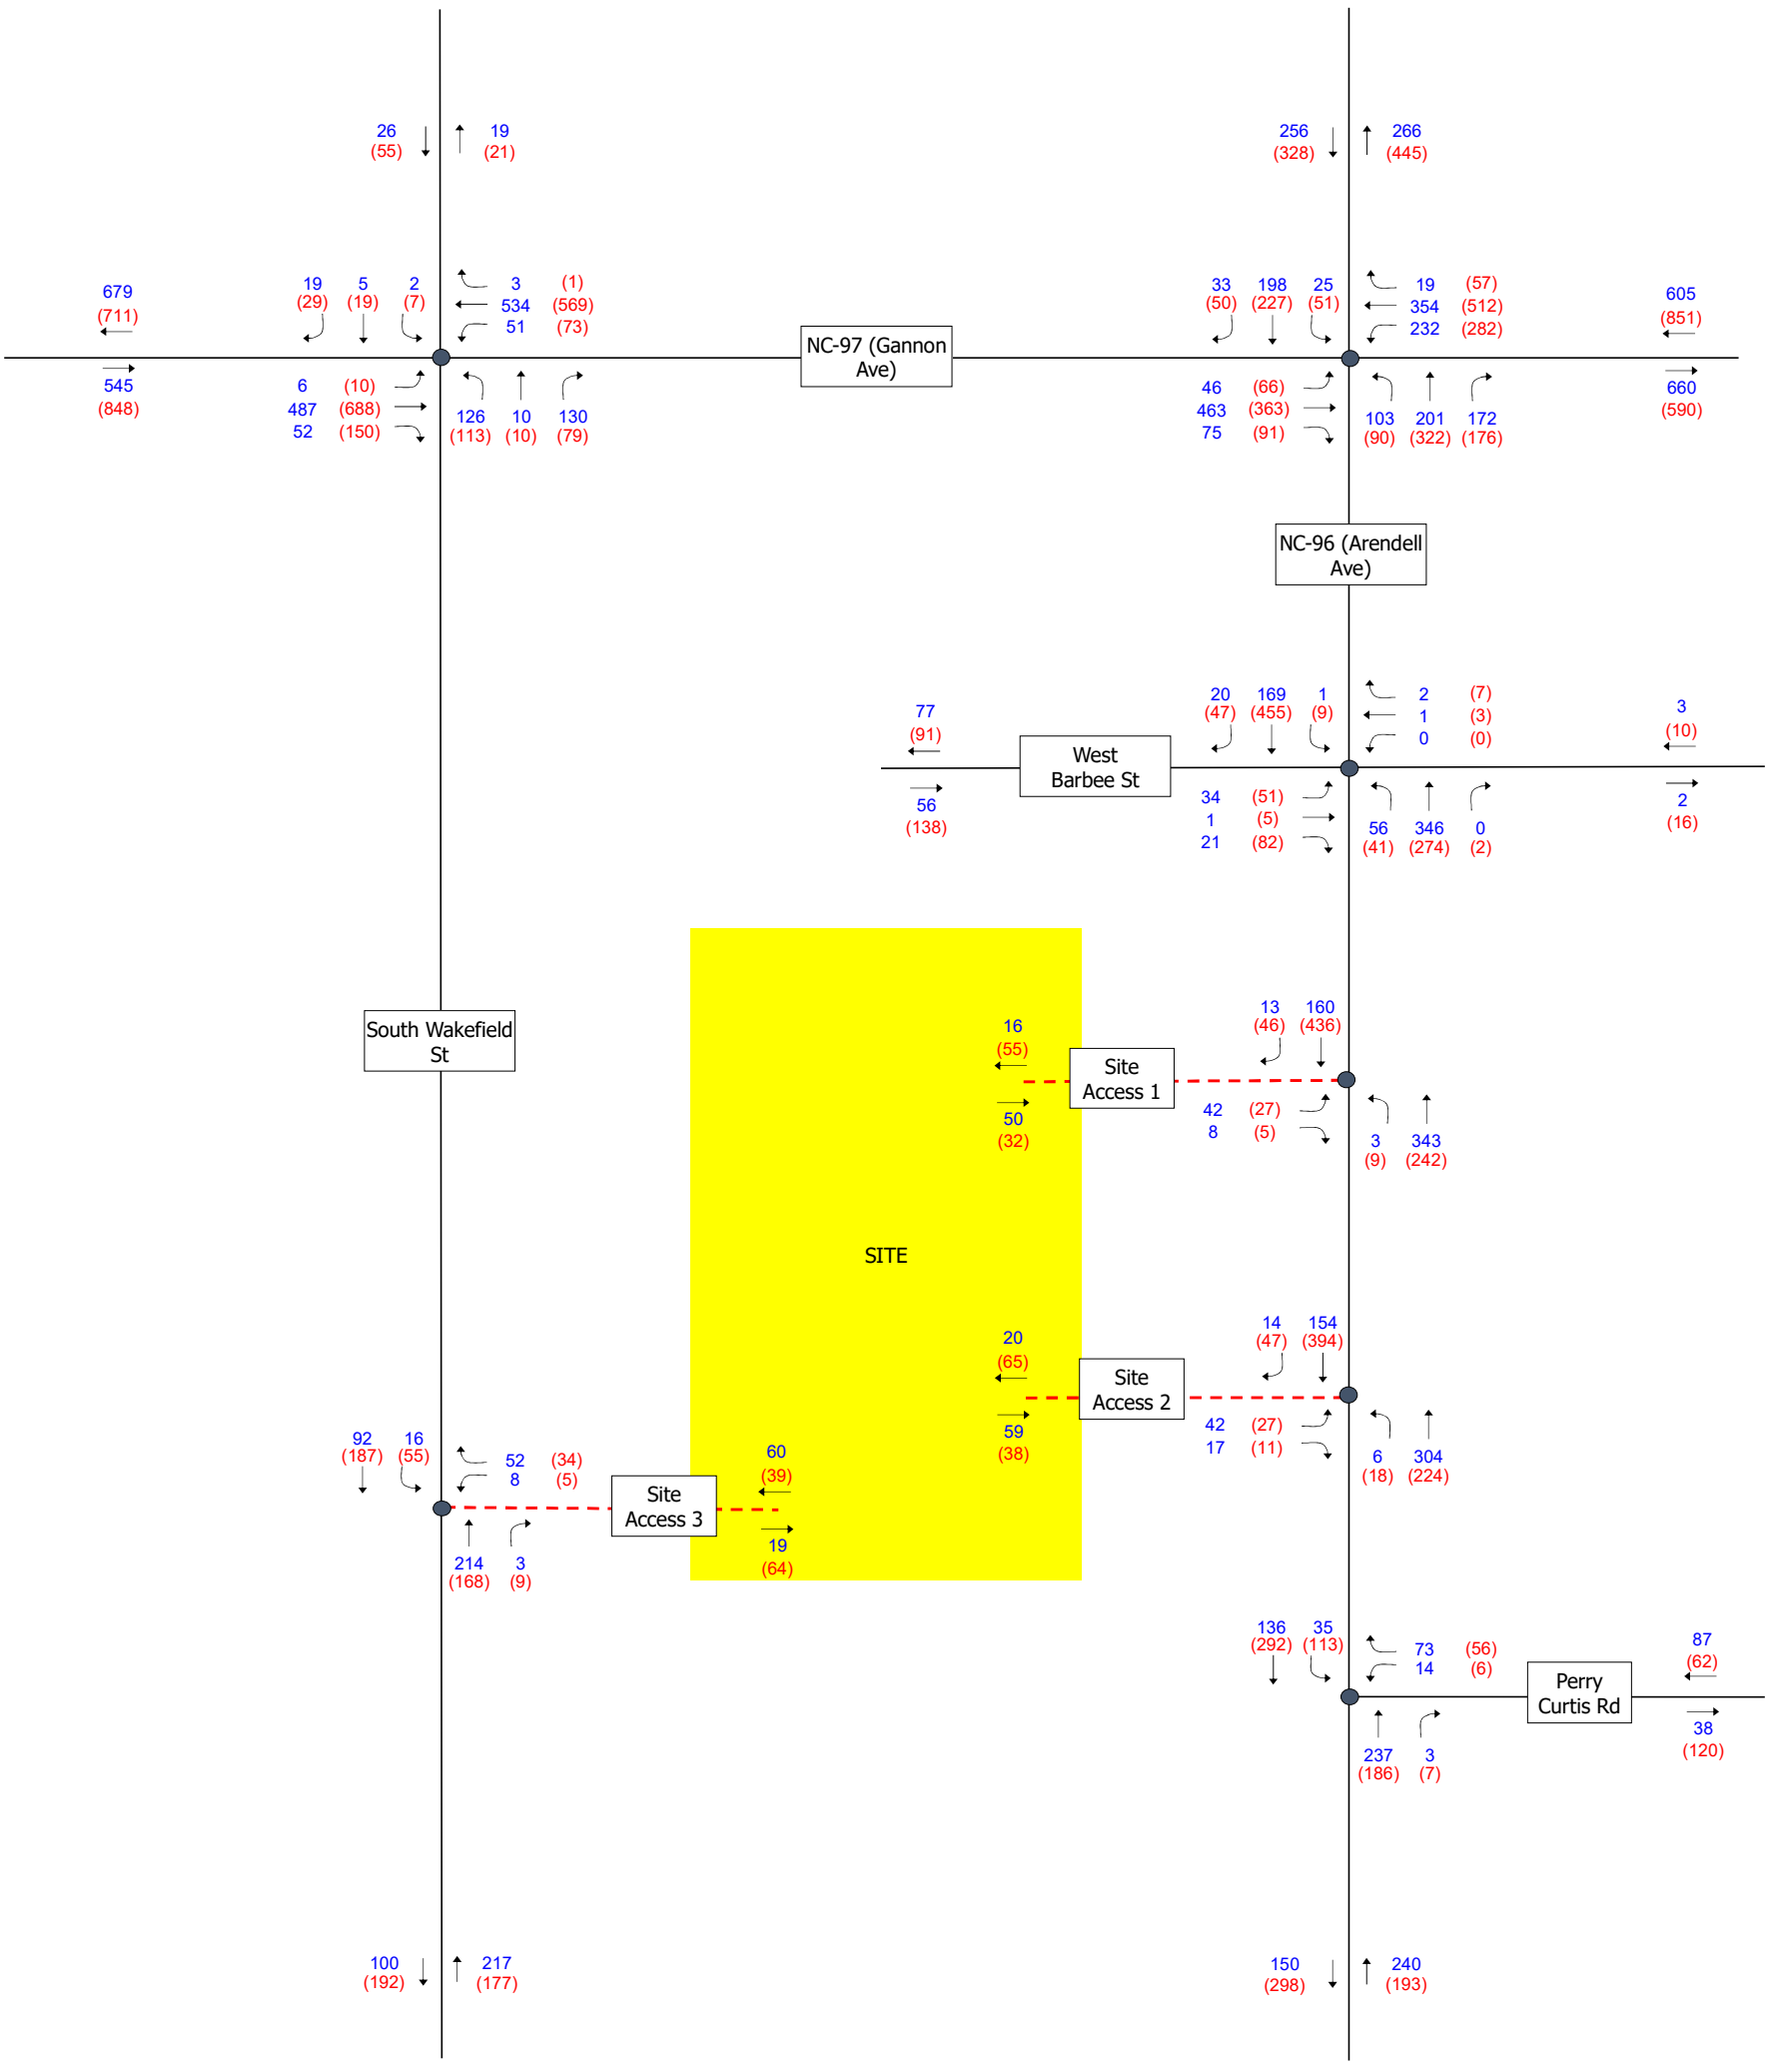 26 19 256 266
(55) (21) (328) (445)
19 5 2 3 (1) 33 198 25 19 (57)
(29) (19) (7) 534 (569) (50) (227) (51) 354 (512)
51 (73) 232 (282)
679 605
(711) (851)
NC-97 (Gannon
Ave)
545 660
(848) (590)
6 (10) 46 (66)
487 (688) 463 (363)
52 (150) 75 (91)
126 10 130 103 201 172
(113) (10) (79) (90) (322) (176)
NC-96 (Arendell
Ave)
20 169 1 2 (7)
(47) (455) (9) 1 (3)
0 (0)
77 3
(91) (10)
West
Barbee St
56 2
(138) (16)
34 (51)
1 (5)
21 (82)
56 346 0
(41) (274) (2)
South Wakefield
St
13 160
(46) (436)
16
(55)
Site
Access 1
50
(32)
42 (27)
8 (5)
3 343
(9) (242)
SITE
14 154
(47) (394)
20
(65)
Site
Access 2
59
(38)
42 (27)
17 (11)
6 304
(18) (224)
92 16 52 (34)
(187) (55) 8 (5)
60
(39)
Site
Access 3
19
(64)
214 3
(168) (9)
136 35 73 (56)
(292) (113) 14 (6)
87
(62)
Perry
Curtis Rd
38
(120)
237 3
(186) (7)
100 217 150 240
(192) (177) (298) (193)